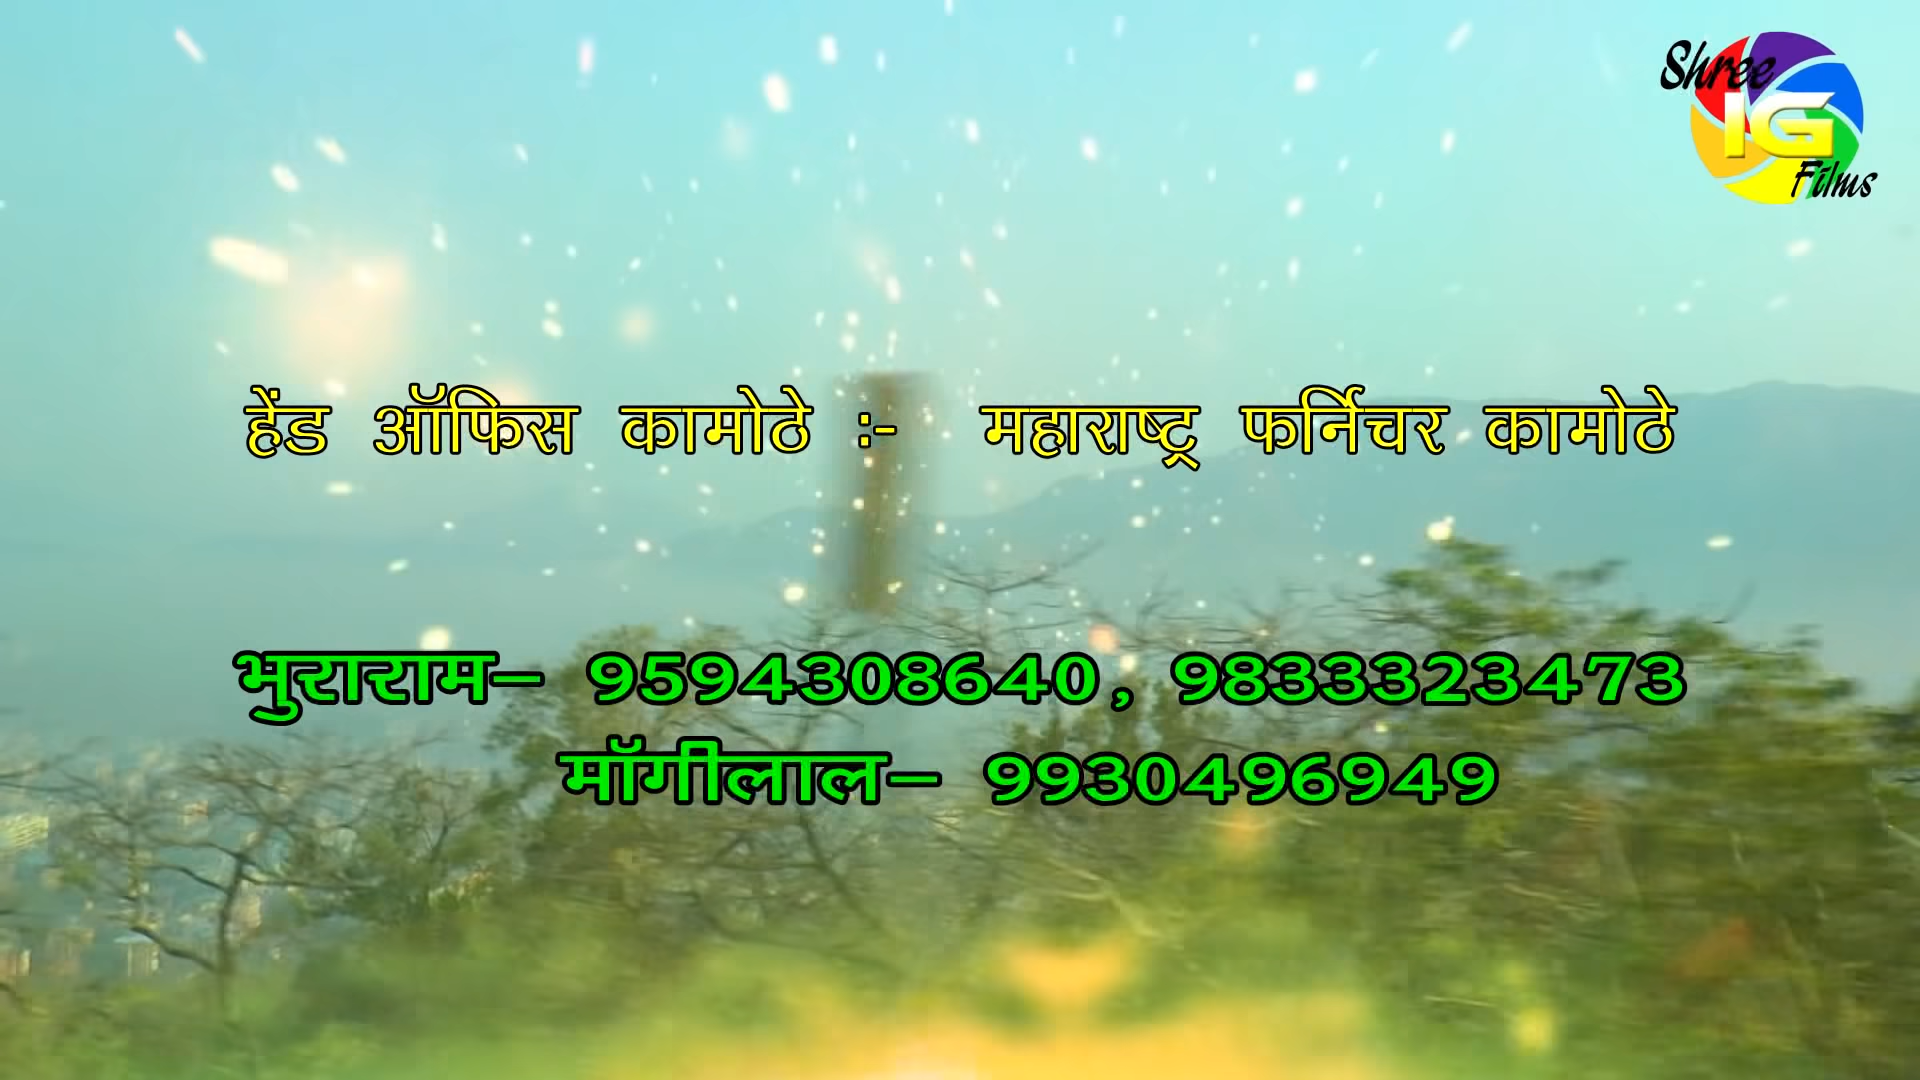 Shree
IG
Films
हेंड ऑफिस कामोठे :- महाराष्ट्र फर्निचर कामोठे
भुराराम- 9594308640, 9833323473
मॉगीलाल- 9930496949